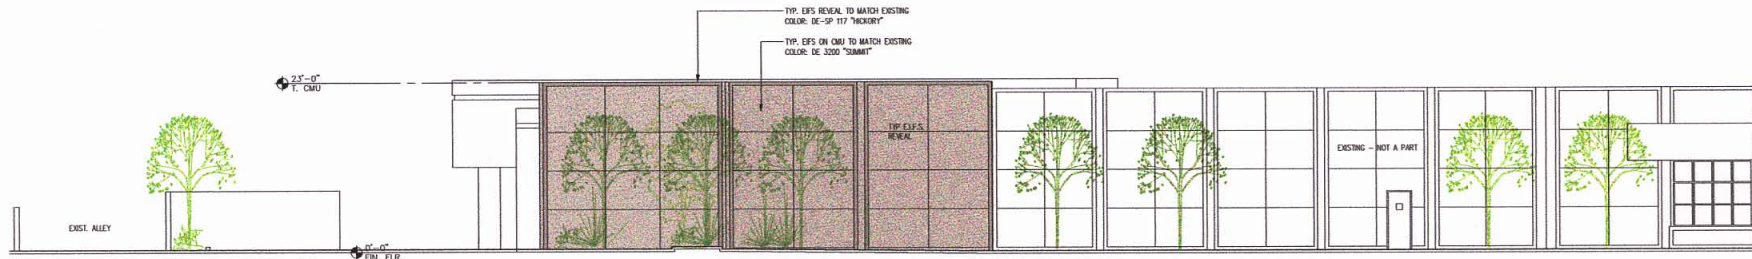 TYP. EIFS REVEAL TO MATCH EXISTING
COLOR: DE-SP 117 "HICKORY"
TYP. EIFS ON CMU TO MATCH EXISTING
COLOR: DE 3200 "SUMMIT"
23'-0"
T. CMU
TYP E.I.F.S.
REVEAL
EXISTING - NOT A PART
EXIST. ALLEY
0'-0"
FIN. FLR